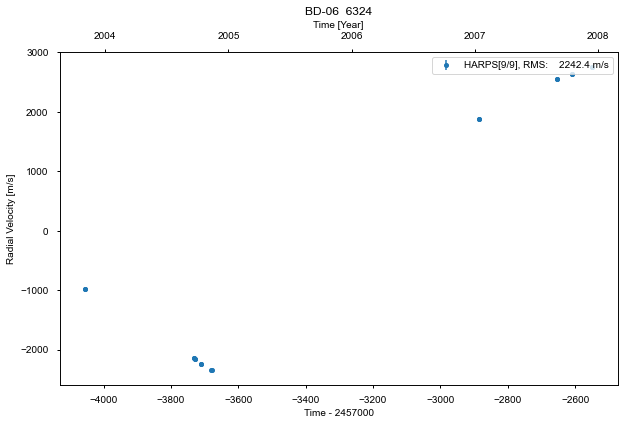 BD-06  6324
Time [Year]
2004 2005 2006 2007 2008
HARPS[9/9], RMS:    2242.4 m/s
Radial Velocity [m/s]
3000
2000
1000
0
−1000
−2000
−4000 −3800 −3600 −3400 −3200 −3000 −2800 −2600
Time - 2457000